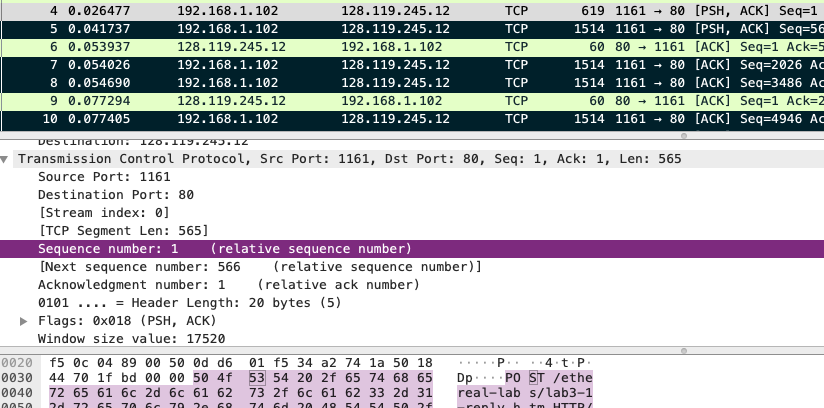 4 0.026477 192.168.1.102 128.119.245.12 TCP 619 1161 → 80 [PSH, ACK] Seq=1
5 0.041737 192.168.1.102 128.119.245.12 TCP 1514 1161 → 80 [PSH, ACK] Seq=56
6 0.053937 128.119.245.12 192.168.1.102 TCP 60 80 → 1161 [ACK] Seq=1 Ack=5
7 0.054026 192.168.1.102 128.119.245.12 TCP 1514 1161 → 80 [ACK] Seq=2026 Ac
8 0.054690 192.168.1.102 128.119.245.12 TCP 1514 1161 → 80 [ACK] Seq=3486 Ac
9 0.077294 128.119.245.12 192.168.1.102 TCP 60 80 → 1161 [ACK] Seq=1 Ack=2
10 0.077405 192.168.1.102 128.119.245.12 TCP 1514 1161 → 80 [ACK] Seq=4946 Ac
Destination: 128.119.245.12
Transmission Control Protocol, Src Port: 1161, Dst Port: 80, Seq: 1, Ack: 1, Len: 565
Source Port: 1161
Destination Port: 80
[Stream index: 0]
[TCP Segment Len: 565]
Sequence number: 1 (relative sequence number)
[Next sequence number: 566 (relative sequence number)]
Acknowledgment number: 1 (relative ack number)
0101 .... = Header Length: 20 bytes (5)
Flags: 0x018 (PSH, ACK)
Window size value: 17520
0020 f5 0c 04 89 00 50 0d d6 01 f5 34 a2 74 1a 50 18 ·····P·· ··4·t·P·
0030 44 70 1f bd 00 00 50 4f 53 54 20 2f 65 74 68 65 Dp····PO ST /ethe
0040 72 65 61 6c 2d 6c 61 62 73 2f 6c 61 62 33 2d 31 real-lab s/lab3-1
2d 72 65 70 6c 79 2e 68 74 6d 20 48 54 54 50 2f -reply.h tm HTTP/